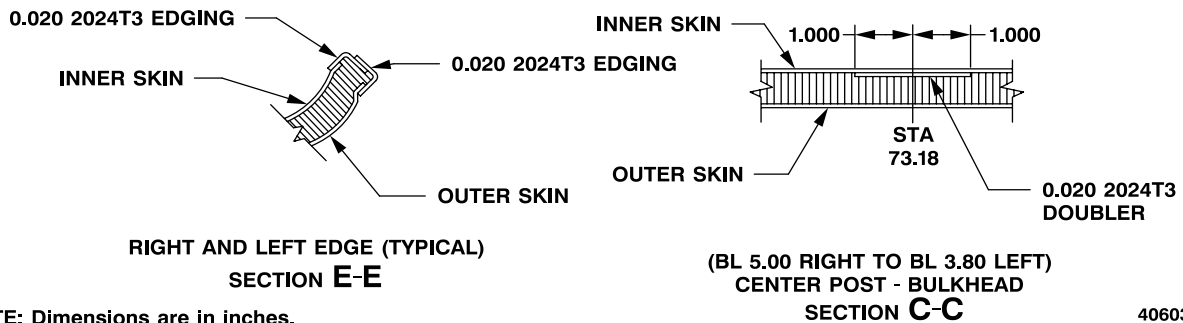 0.020 2024T3 EDGING
INNER SKIN
0.020 2024T3 EDGING
OUTER SKIN
RIGHT AND LEFT EDGE (TYPICAL)
SECTION E-E
INNER SKIN
1.000
1.000
STA
73.18
OUTER SKIN
0.020 2024T3
DOUBLER
(BL 5.00 RIGHT TO BL 3.80 LEFT)
CENTER POST - BULKHEAD
SECTION C-C
TE: Dimensions are in inches.
40603